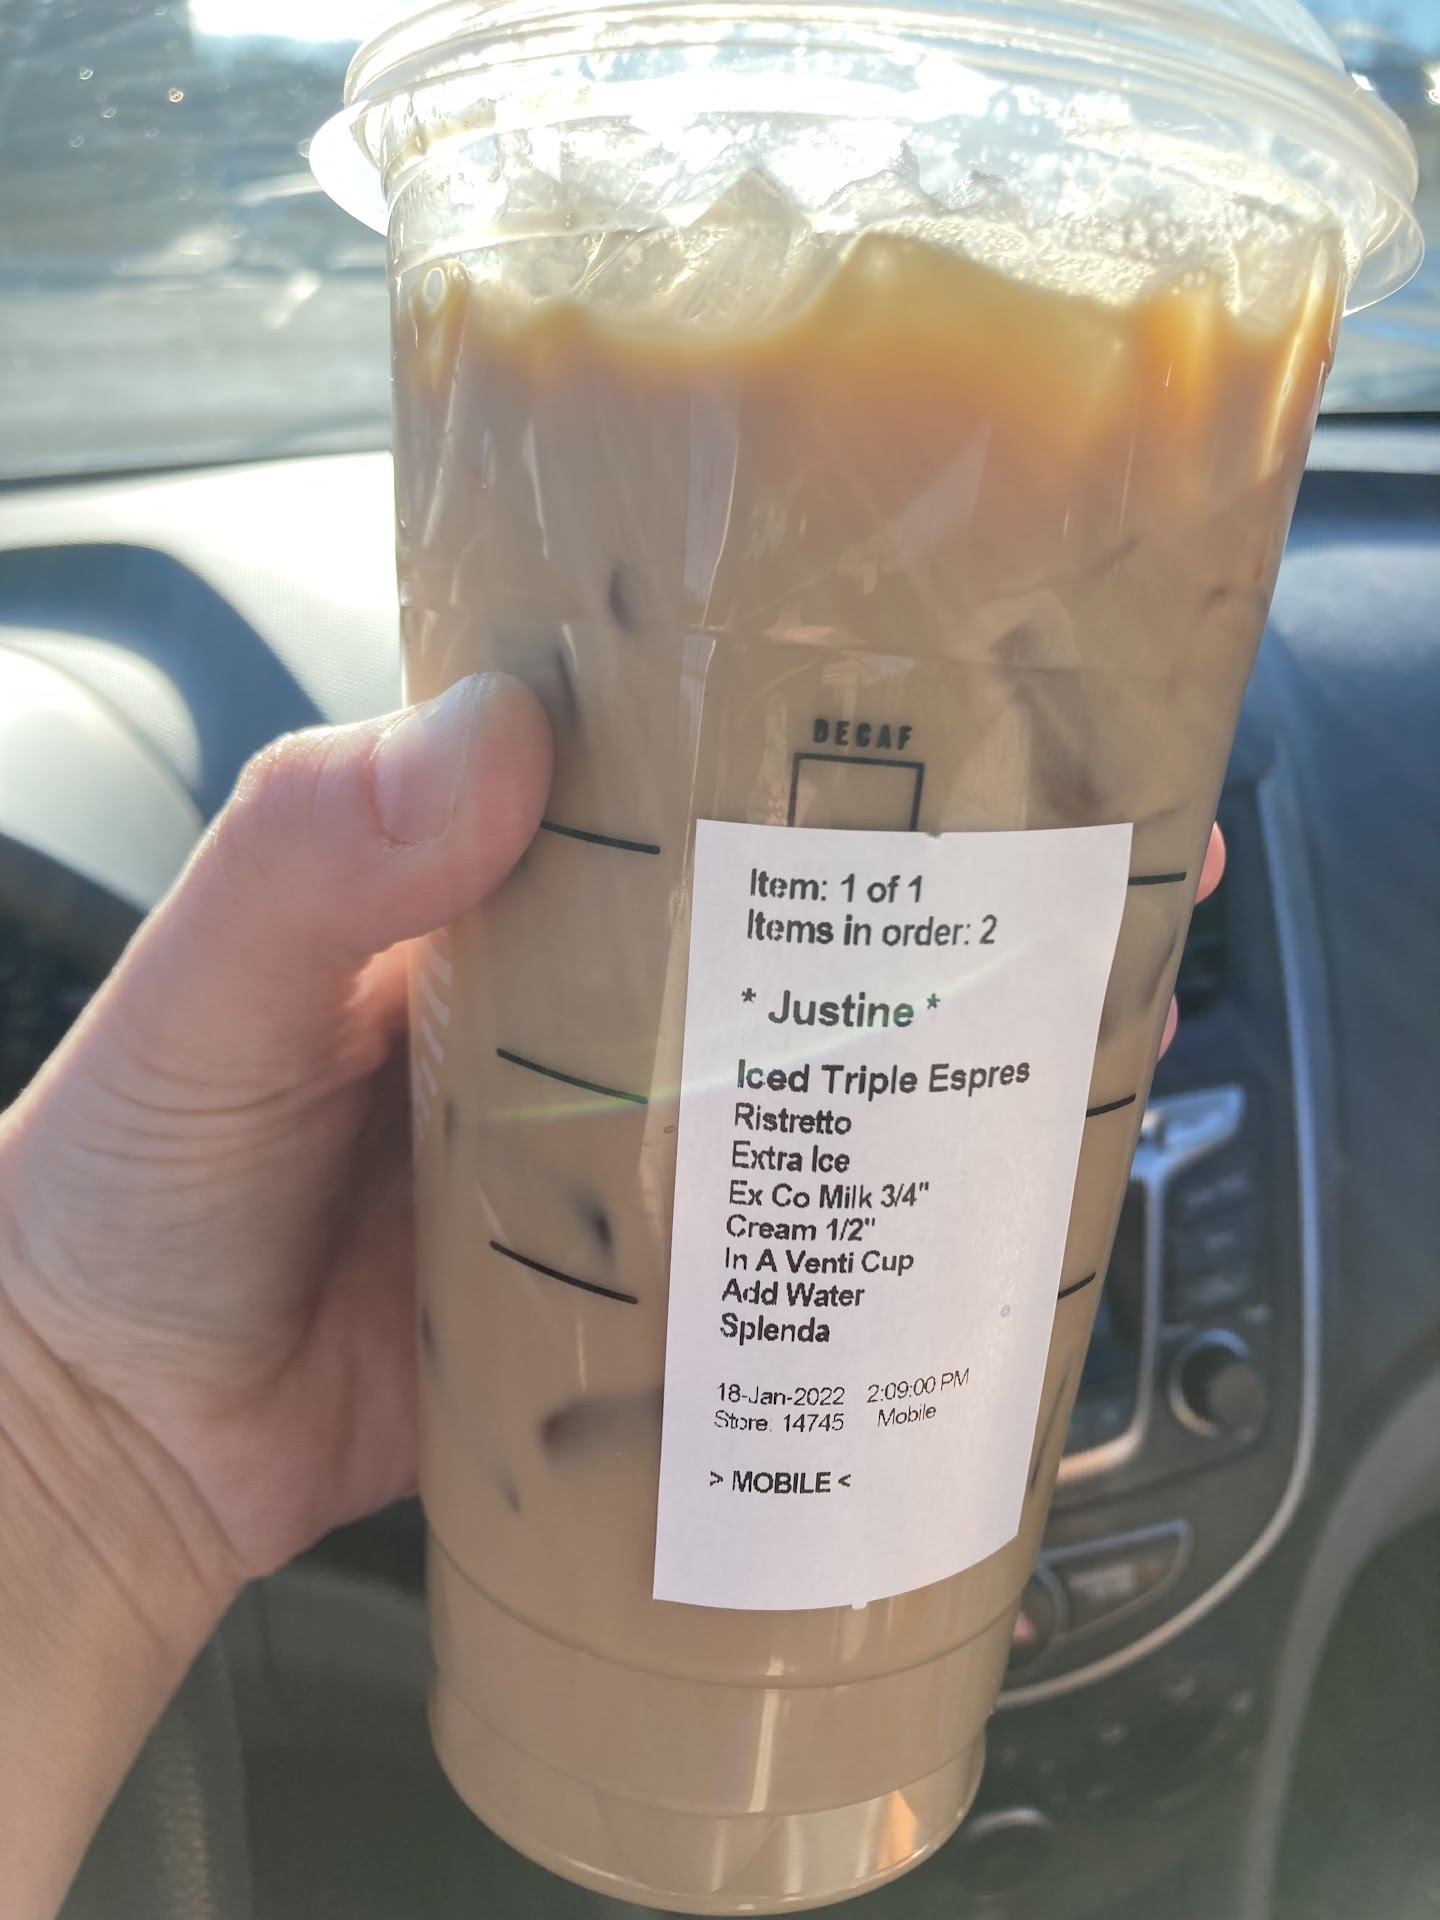 DECAF
Item: 1 of 1
Items in order: 2
* Justine *
Iced Triple Espres
Ristretto
Extra Ice
Ex Co Milk 3/4"
Cream 1/2"
In A Venti Cup
Add Water
Splenda
18-Jan-2022 2:09:00 PM
Store: 14745 Mobile
> MOBILE <